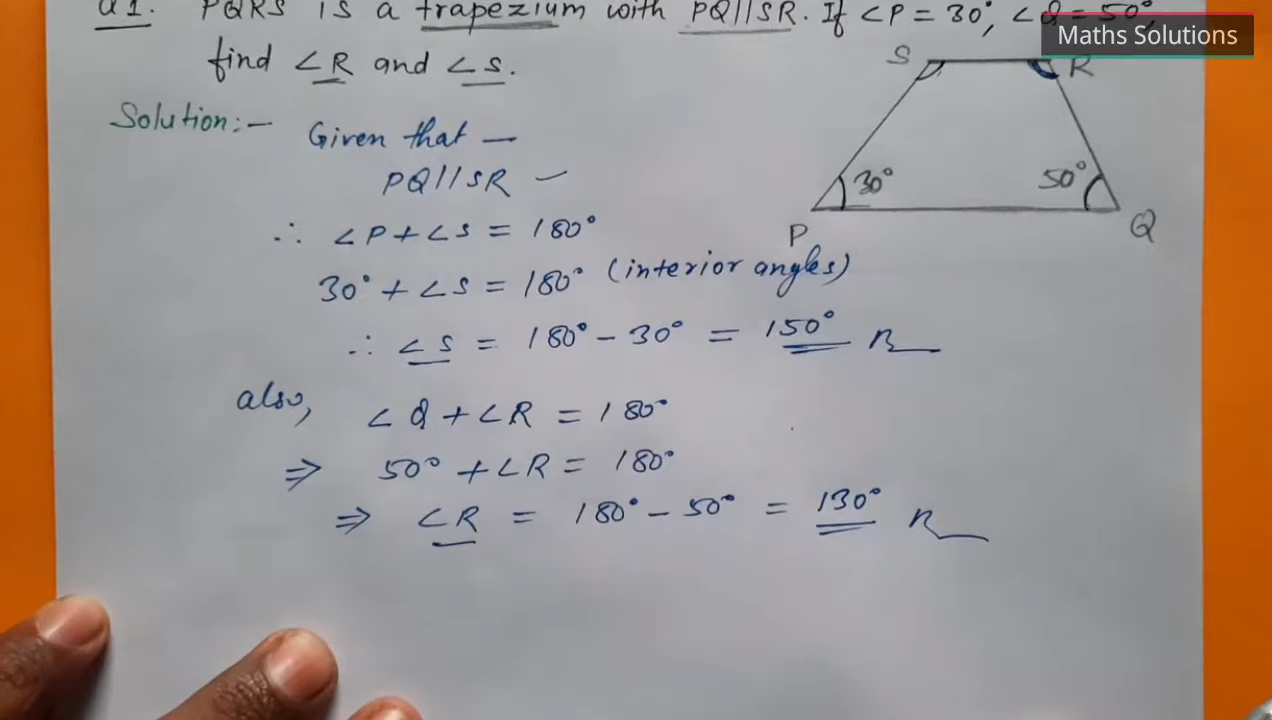 Q1. PQRS is a trapezium with PQ||SR. If ∠P = 30°, ∠Q = 50°,
Maths Solutions
find ∠R and ∠S.
S R
Solution:-
Given that —
PQ||SR —
30° 50°
P Q
∴ ∠P + ∠S = 180°
30° + ∠S = 180° (interior angles)
∴ ∠S = 180° - 30° = 150°
also,
∠Q + ∠R = 180°
⇒ 50° + ∠R = 180°
⇒ ∠R = 180° - 50° = 130°